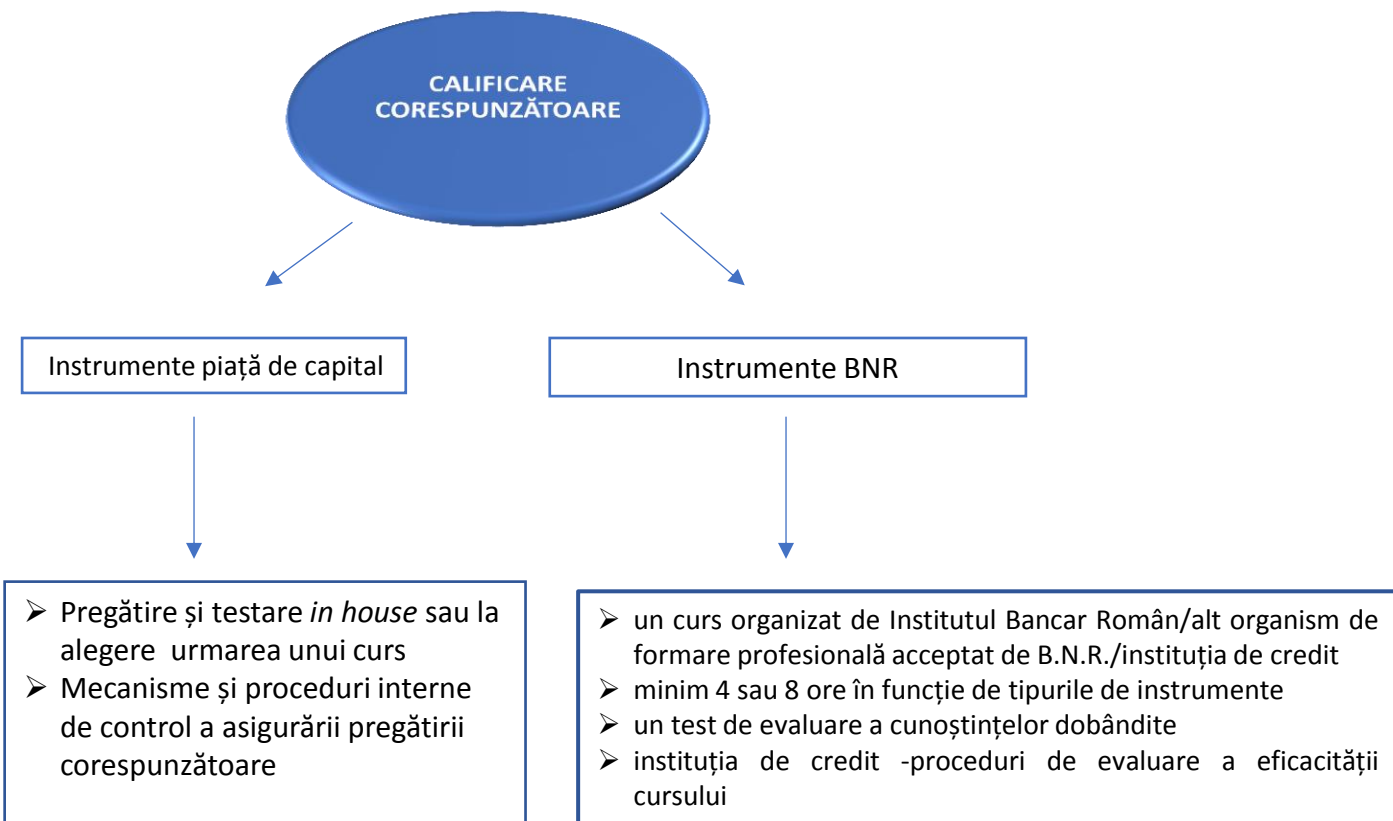 CALIFICARE
CORESPUNZĂTOARE
Instrumente piață de capital
Instrumente BNR
➢ Pregătire și testare in house sau la
alegere urmarea unui curs
➢ Mecanisme și proceduri interne
de control a asigurării pregătirii
corespunzătoare
➢ un curs organizat de Institutul Bancar Român/alt organism de
formare profesională acceptat de B.N.R./instituția de credit
➢ minim 4 sau 8 ore în funcție de tipurile de instrumente
➢ un test de evaluare a cunoștințelor dobândite
➢ instituția de credit -proceduri de evaluare a eficacității
cursului